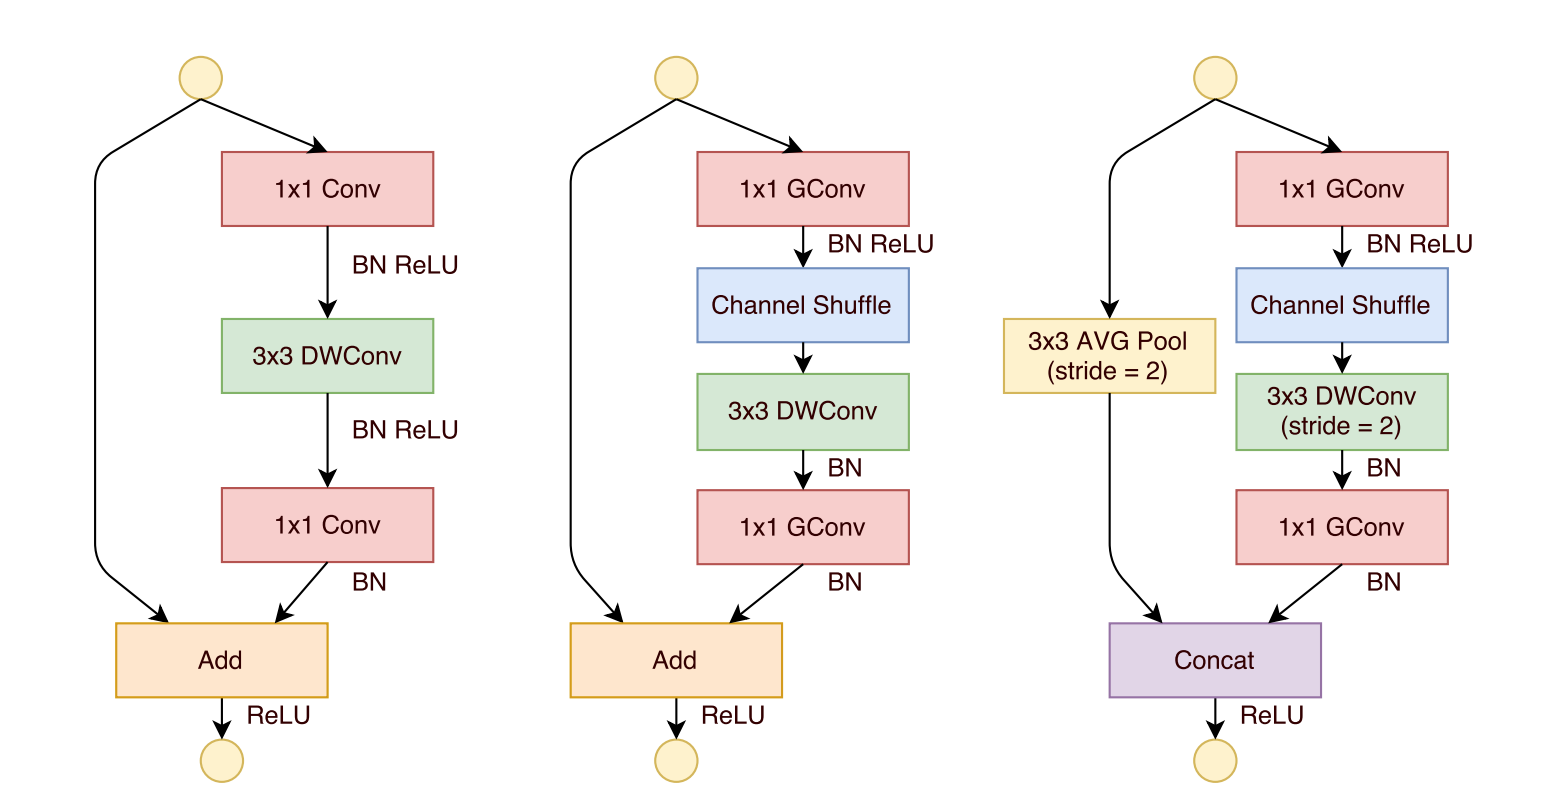 1x1 Conv
BN ReLU
3x3 DWConv
BN ReLU
1x1 Conv
BN
Add
ReLU
1x1 GConv
BN ReLU
Channel Shuffle
3x3 DWConv
BN
1x1 GConv
BN
Add
ReLU
3x3 AVG Pool
(stride = 2)
1x1 GConv
BN ReLU
Channel Shuffle
3x3 DWConv
(stride = 2)
BN
1x1 GConv
BN
Concat
ReLU